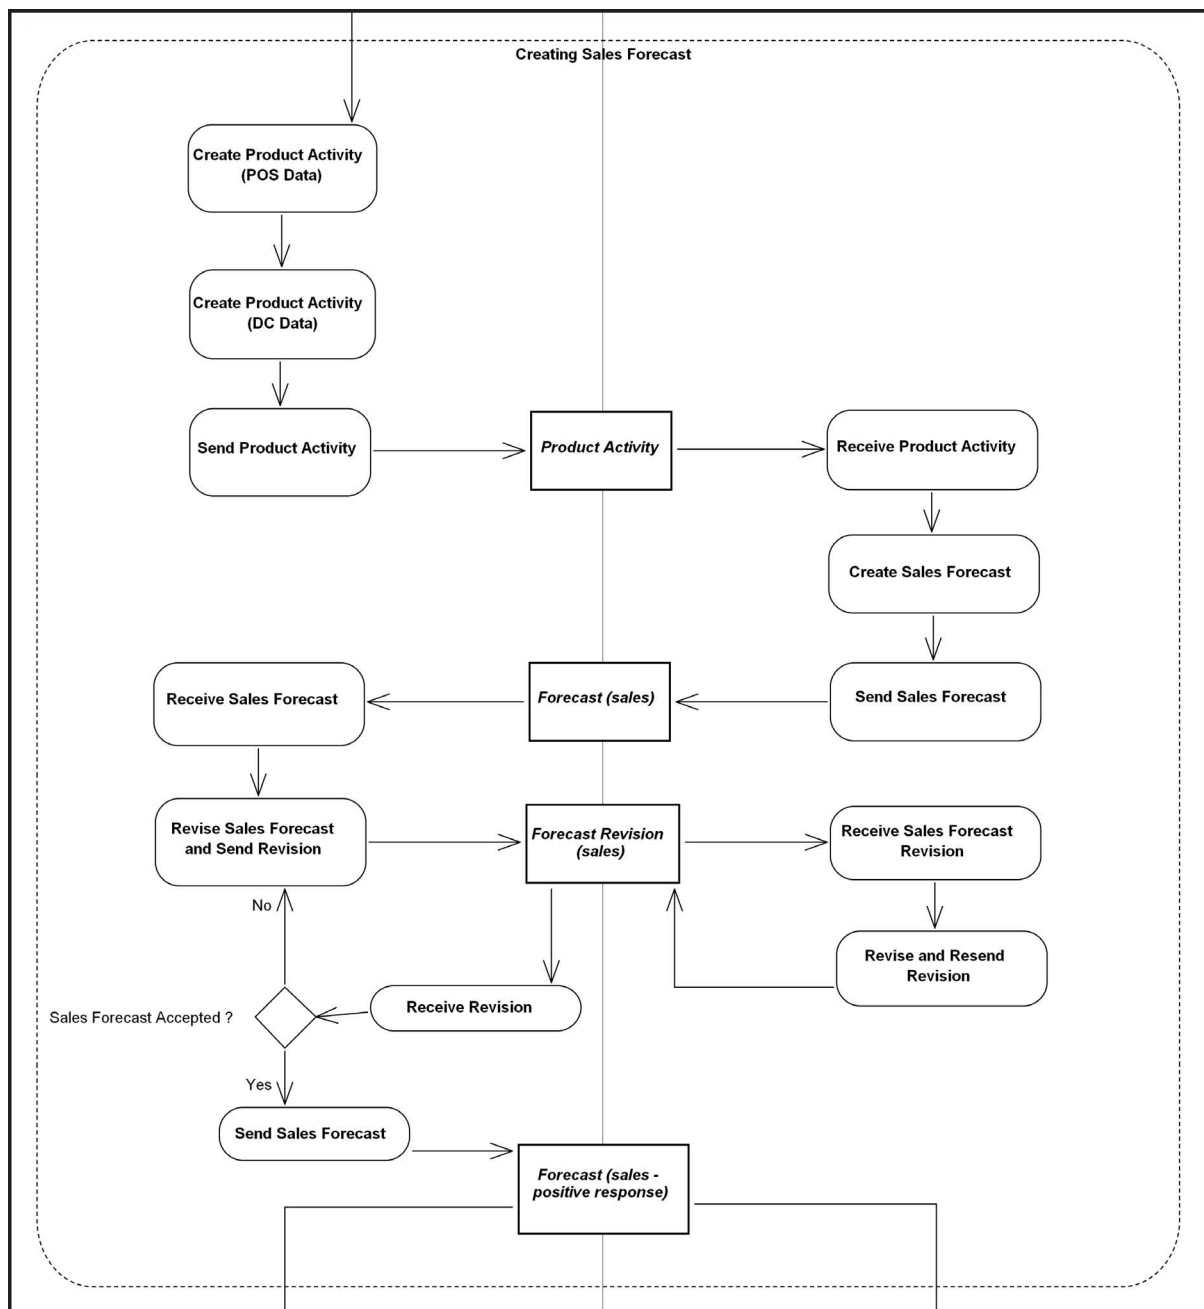 Creating Sales Forecast
Create Product Activity
(POS Data)
Create Product Activity
(DC Data)
Send Product Activity
Product Activity
Receive Product Activity
Create Sales Forecast
Receive Sales Forecast
Forecast (sales)
Send Sales Forecast
Revise Sales Forecast
and Send Revision
Forecast Revision
(sales)
Receive Sales Forecast
Revision
No
Revise and Resend
Revision
Sales Forecast Accepted ?
Receive Revision
Yes
Send Sales Forecast
Forecast (sales -
positive response)